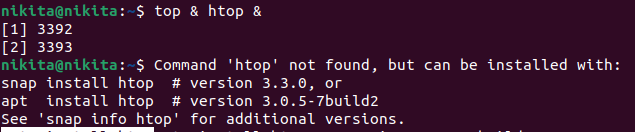 nikita@nikita:~$ top & htop &
[1] 3392
[2] 3393
nikita@nikita:~$ Command 'htop' not found, but can be installed with:
snap install htop  # version 3.3.0, or
apt  install htop  # version 3.0.5-7build2
See 'snap info htop' for additional versions.